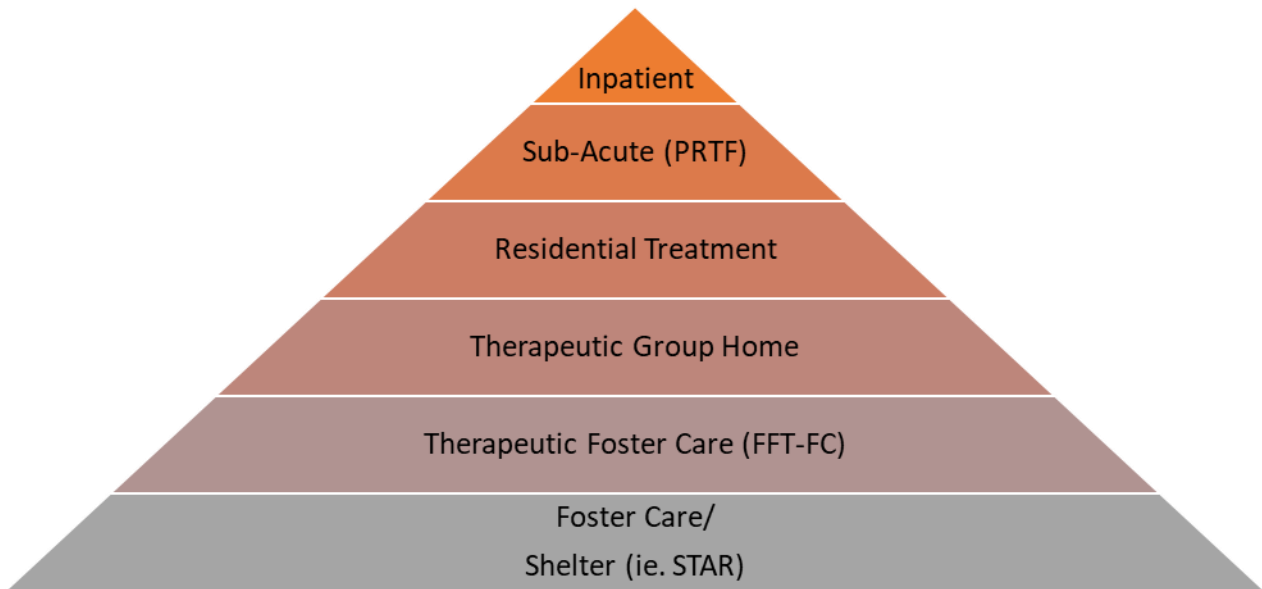 Inpatient
Sub-Acute (PRTF)
Residential Treatment
Therapeutic Group Home
Therapeutic Foster Care (FFT-FC)
Foster Care/
Shelter (ie. STAR)